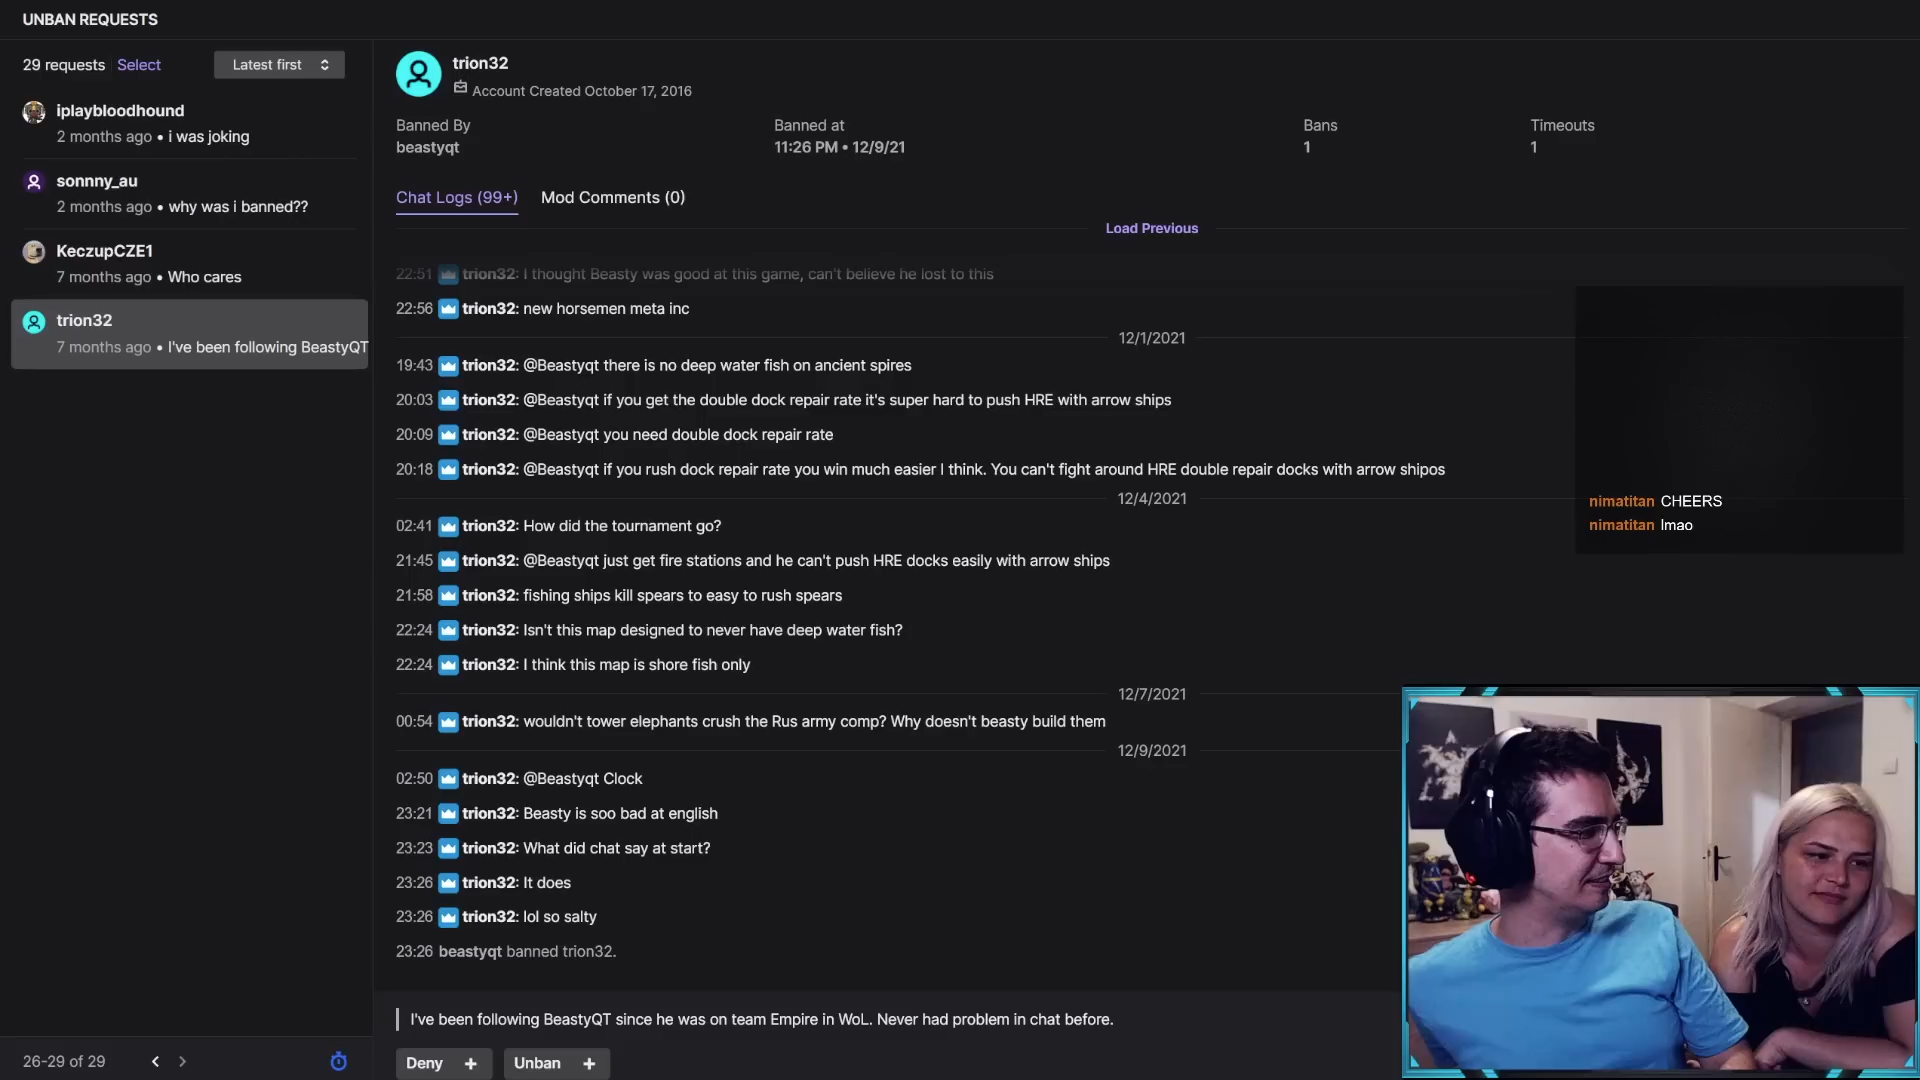 UNBAN REQUESTS
29 requests Select
Latest first
iplaybloodhound
2 months ago • i was joking
sonnny_au
2 months ago • why was i banned??
KeczupCZE1
7 months ago • Who cares
trion32
7 months ago • I've been following BeastyQT
26-29 of 29
trion32
Account Created October 17, 2016
Banned By
beastyqt
Banned at
11:26 PM • 12/9/21
Bans
1
Timeouts
1
Chat Logs (99+) Mod Comments (0)
Load Previous
22:51 trion32: I thought Beasty was good at this game, can't believe he lost to this
22:56 trion32: new horsemen meta inc
12/1/2021
19:43 trion32: @Beastyqt there is no deep water fish on ancient spires
20:03 trion32: @Beastyqt if you get the double dock repair rate it's super hard to push HRE with arrow ships
20:09 trion32: @Beastyqt you need double dock repair rate
20:18 trion32: @Beastyqt if you rush dock repair rate you win much easier I think. You can't fight around HRE double repair docks with arrow shipos
12/4/2021
02:41 trion32: How did the tournament go?
21:45 trion32: @Beastyqt just get fire stations and he can't push HRE docks easily with arrow ships
21:58 trion32: fishing ships kill spears to easy to rush spears
22:24 trion32: Isn't this map designed to never have deep water fish?
22:24 trion32: I think this map is shore fish only
12/7/2021
00:54 trion32: wouldn't tower elephants crush the Rus army comp? Why doesn't beasty build them
12/9/2021
02:50 trion32: @Beastyqt Clock
23:21 trion32: Beasty is soo bad at english
23:23 trion32: What did chat say at start?
23:26 trion32: It does
23:26 trion32: lol so salty
23:26 beastyqt banned trion32.
I've been following BeastyQT since he was on team Empire in WoL. Never had problem in chat before.
Deny + Unban +
nimatitan CHEERS
nimatitan lmao